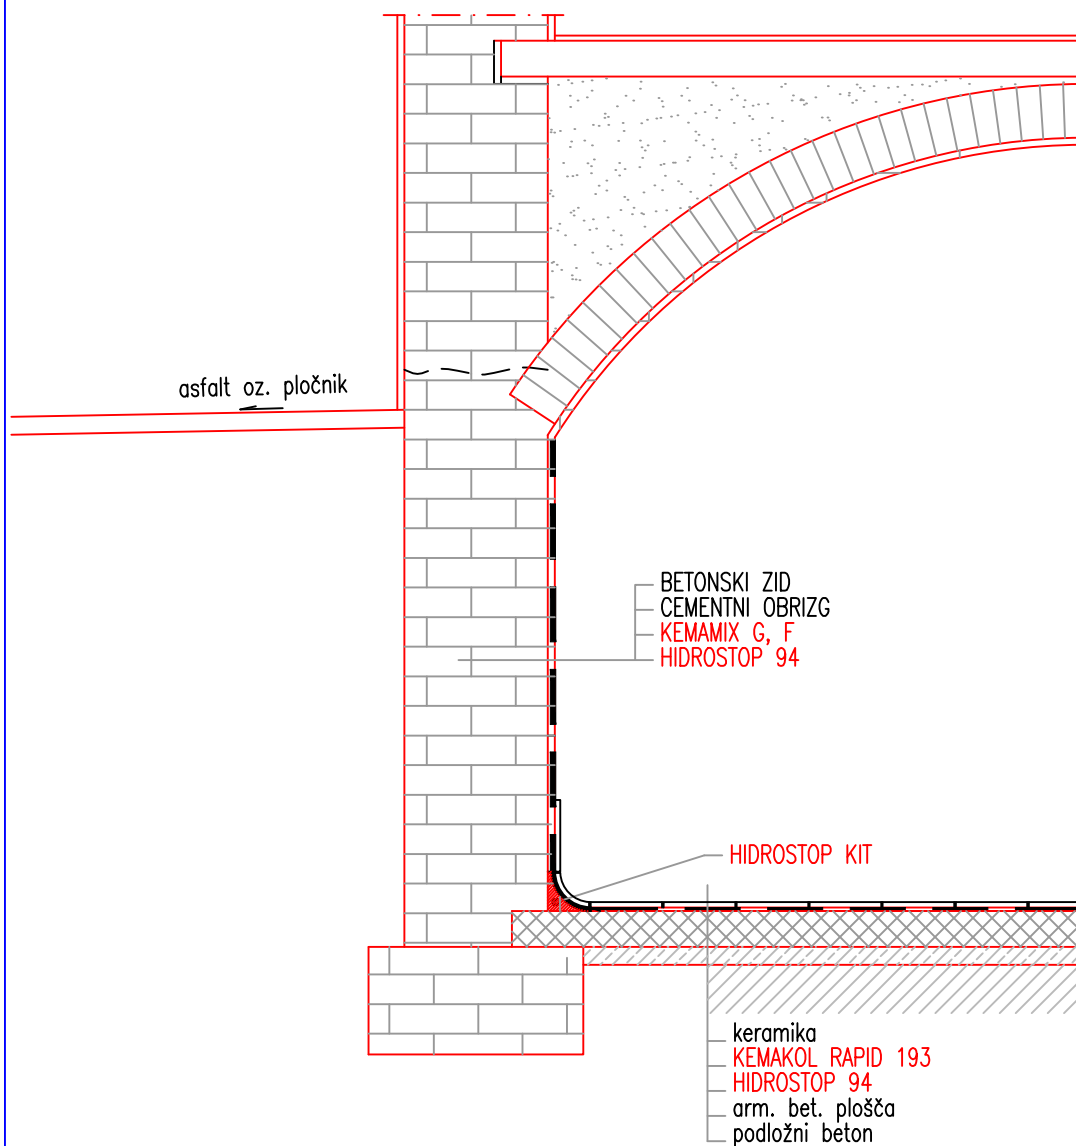 asfalt oz. pločnik
BETONSKI ZID
CEMENTNI OBRIZG
KEMAMIX G, F
HIDROSTOP 94
HIDROSTOP KIT
keramika
KEMAKOL RAPID 193
HIDROSTOP 94
arm. bet. plošča
podložni beton